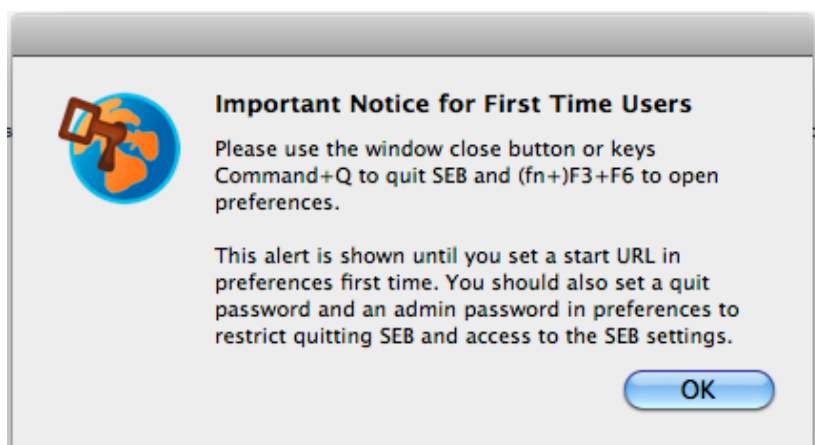 Important Notice for First Time Users
Please use the window close button or keys
Command+Q to quit SEB and (fn+)F3+F6 to open
preferences.
This alert is shown until you set a start URL in
preferences first time. You should also set a quit
password and an admin password in preferences to
restrict quitting SEB and access to the SEB settings.
OK